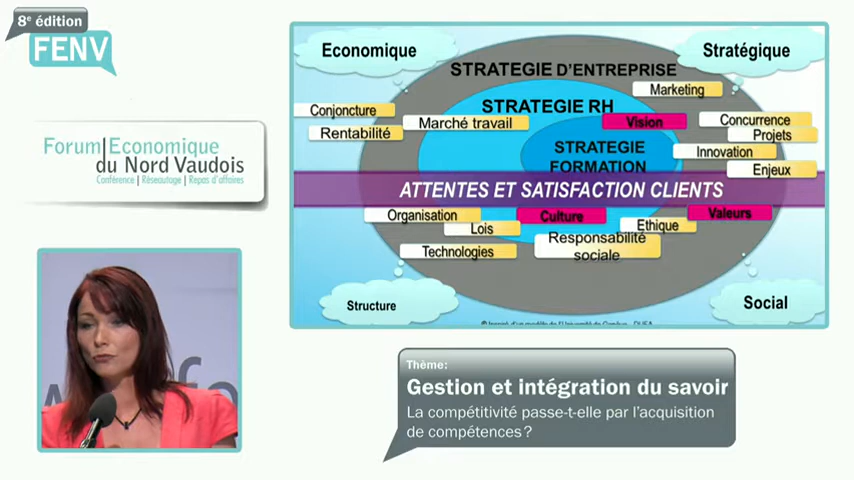 8e édition
FENV
Forum|Economique
du Nord Vaudois
Conférence | Réseautage | Repas d'affaires
Economique
Stratégique
STRATEGIE D'ENTREPRISE
Marketing
STRATEGIE RH
Conjoncture
Rentabilité
Marché travail
Vision
Concurrence
Projets
STRATEGIE
FORMATION
Innovation
Enjeux
ATTENTES ET SATISFACTION CLIENTS
Organisation
Culture
Valeurs
Lois
Ethique
Technologies
Responsabilité
sociale
Structure
Social
Thème:
Gestion et intégration du savoir
La compétitivité passe-t-elle par l'acquisition
de compétences ?